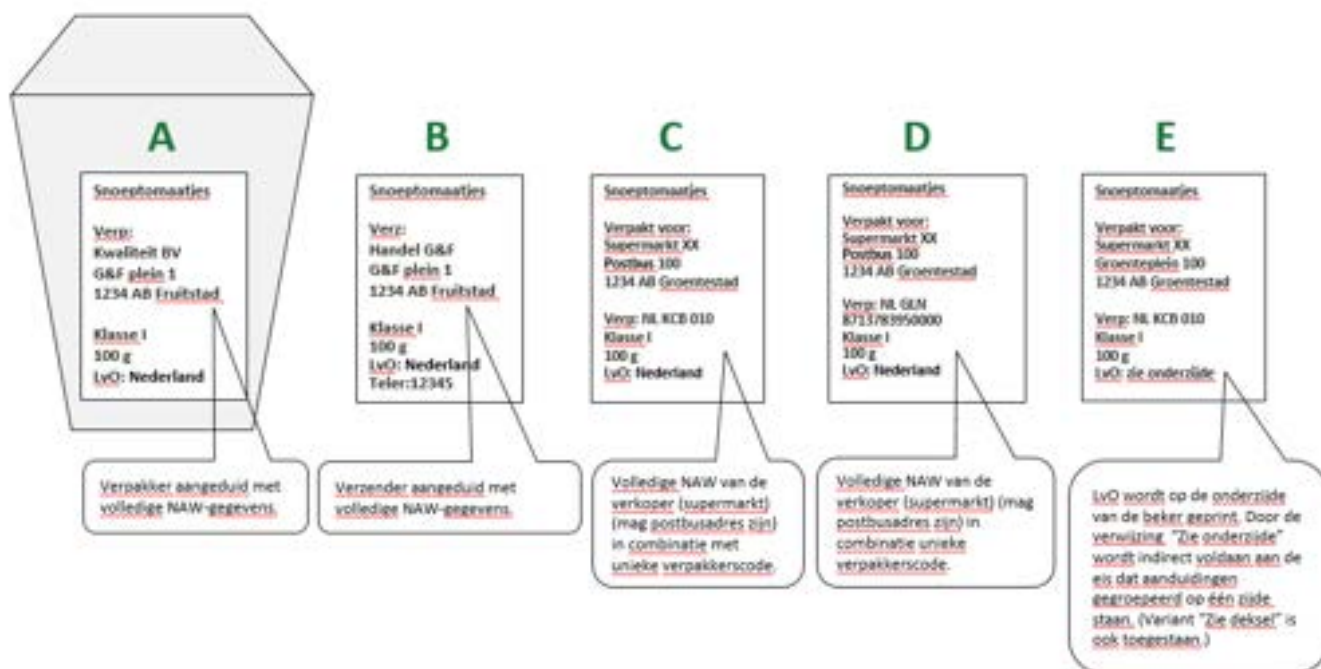 A
Snoeptomaatjes
Verp:
Kwaliteit BV
G&F plein 1
1234 AB Fruitstad
Klasse I
100 g
LvO: Nederland
Verpakker aangeduid met
volledige NAW-gegevens.
B
Snoeptomaatjes
Verz:
Handel G&F
G&F plein 1
1234 AB Fruitstad
Klasse I
100 g
LvO: Nederland
Teler:12345
Verzender aangeduid met
volledige NAW-gegevens.
C
Snoeptomaatjes
Verpakt voor:
Supermarkt XX
Postbus 100
1234 AB Groentestad
Verp: NL KCB 010
Klasse I
100 g
LvO: Nederland
Volledige NAW van de
verkoper (supermarkt)
(mag postbusadres zijn)
in combinatie met
unieke verpakkerscode.
D
Snoeptomaatjes
Verpakt voor:
Supermarkt XX
Postbus 100
1234 AB Groentestad
Verp: NL GLN
8713783950000
Klasse I
100 g
LvO: Nederland
Volledige NAW van de
verkoper (supermarkt) (mag
postbusadres zijn) in
combinatie unieke
verpakkerscode.
E
Snoeptomaatjes
Verpakt voor:
Supermarkt XX
Groenteplein 100
1234 AB Groentestad
Verp: NL KCB 010
Klasse I
100 g
LvO: zie onderzijde
LvO wordt op de onderzijde
van de beker geprint. Door de
verwijzing "Zie onderzijde"
wordt indirect voldaan aan de
eis dat aanduidingen
gegroepeerd op één zijde
staan. (Variant "Zie deksel" is
ook toegestaan.)